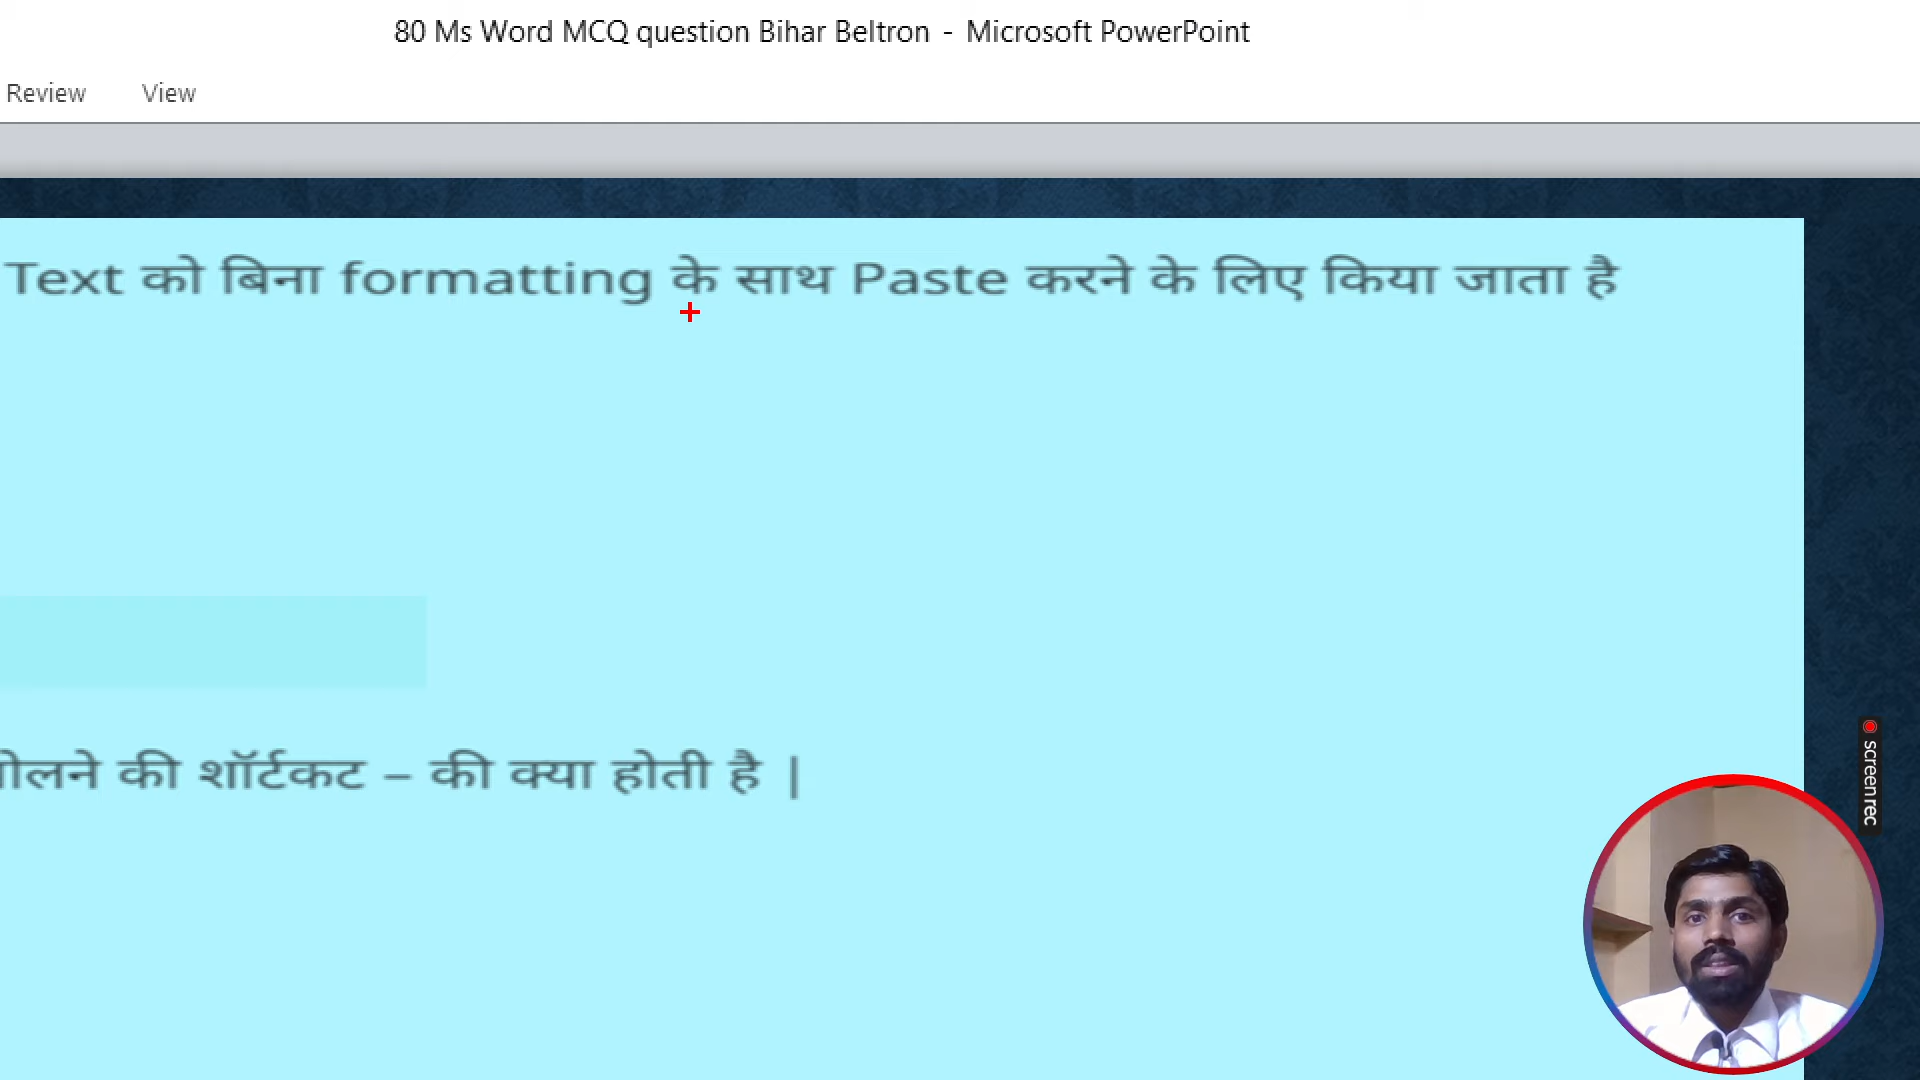 80 Ms Word MCQ question Bihar Beltron - Microsoft PowerPoint
Review View
Text को बिना formatting के साथ Paste करने के लिए किया जाता है
की शॉर्टकट – की क्या होती है |
screenrec